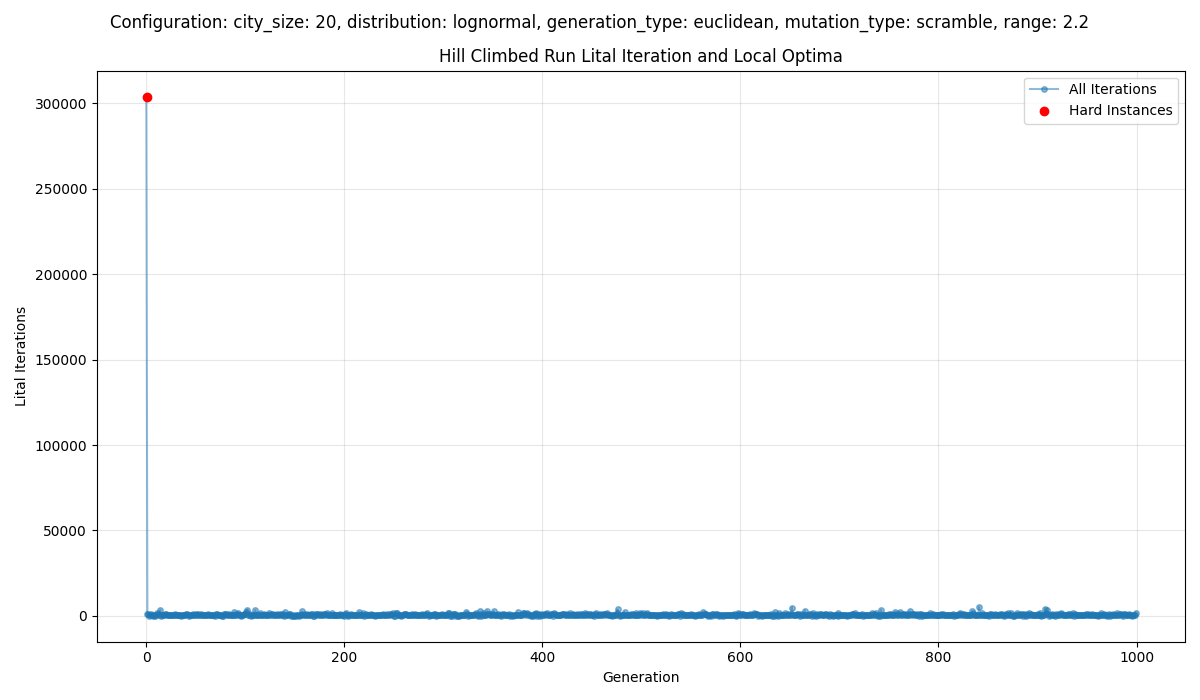 Configuration: city_size: 20, distribution: lognormal, generation_type: euclidean, mutation_type: scramble, range: 2.2
Hill Climbed Run Lital Iteration and Local Optima
All Iterations
Hard Instances
300000
250000
200000
150000
100000
50000
0
Lital Iterations
0 200 400 600 800 1000
Generation